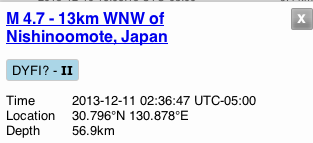 M 4.7 - 13km WNW of
Nishinoomote, Japan
X
DYFI? - II
Time 2013-12-11 02:36:47 UTC-05:00
Location 30.796°N 130.878°E
Depth 56.9km